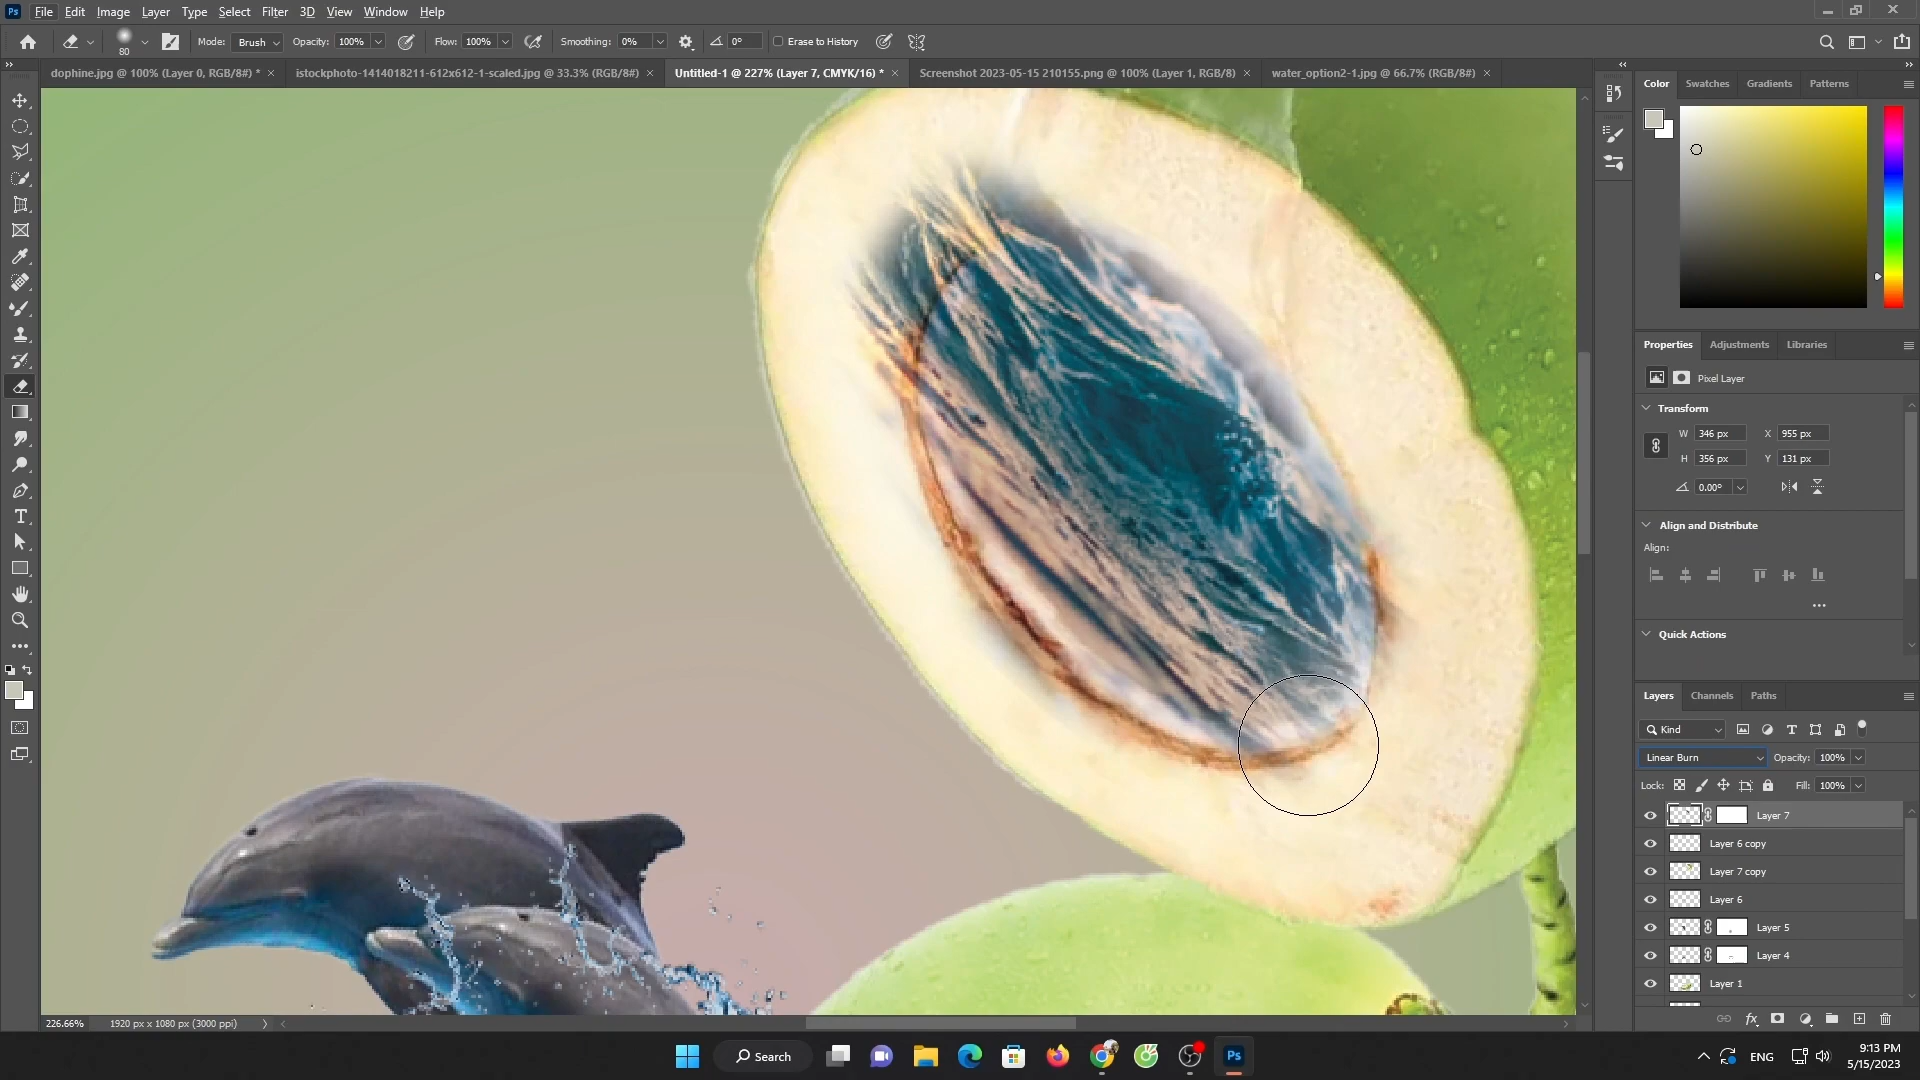 Ps File Edit Image Layer Type Select Filter 3D View Window Help
80 Mode: Brush Opacity: 100% Flow: 100% Smoothing: 0% 0° Erase to History
dophine.jpg @ 100% (Layer 0, RGB/8#) * istockphoto-1414018211-612x612-1-scaled.jpg @ 33.3% (RGB/8#) Untitled-1 @ 227% (Layer 7, CMYK/16) * Screenshot 2023-05-15 210155.png @ 100% (Layer 1, RGB/8) water_option2-1.jpg @ 66.7% (RGB/8#)
Color Swatches Gradients Patterns
Properties Adjustments Libraries
Pixel Layer
Transform
W 346 px X 955 px
H 356 px Y 131 px
0.00°
Align and Distribute
Align:
Quick Actions
Layers Channels Paths
Kind
Linear Burn Opacity: 100%
Lock: Fill: 100%
Layer 7
Layer 6 copy
Layer 7 copy
Layer 6
Layer 5
Layer 4
Layer 1
226.66% 1920 px x 1080 px (3000 ppi)
Search Ps ENG 9:13 PM
5/15/2023